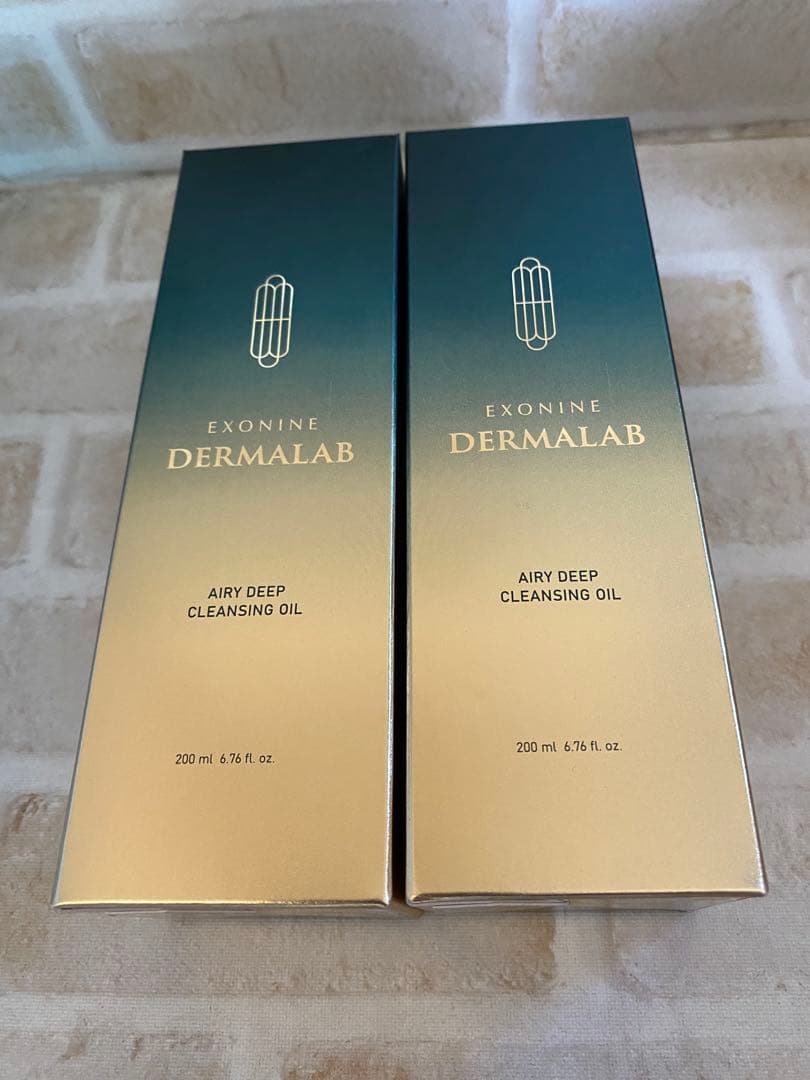 EXONINE
DERMALAB
AIRY DEEP
CLEANSING OIL
200 ml 6.76 fl. oz.
EXONINE
DERMALAB
AIRY DEEP
CLEANSING OIL
200 ml 6.76 fl. oz.